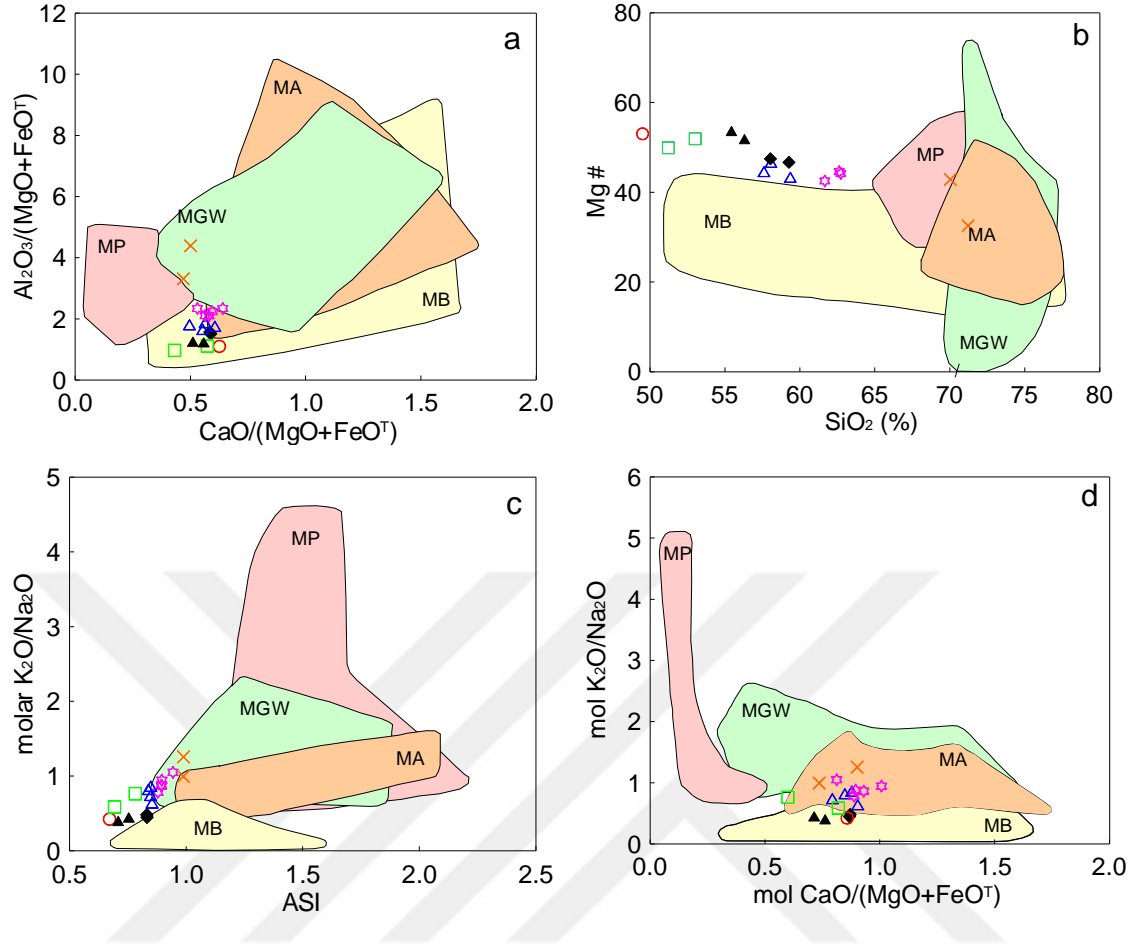 a
12
10
8
6
4
2
0
Al₂O₃/(MgO+FeOᵀ)
MA
MGW
MP
MB
0.0 0.5 1.0 1.5 2.0
CaO/(MgO+FeOᵀ)
b
80
60
40
20
0
Mg#
MP
MB
MA
MGW
50 55 60 65 70 75 80
SiO₂ (%)
c
5
4
3
2
1
0
molar K₂O/Na₂O
MP
MGW
MA
MB
0.5 1.0 1.5 2.0 2.5
ASI
d
6
5
4
3
2
1
0
mol K₂O/Na₂O
MP
MGW
MA
MB
0.0 0.5 1.0 1.5 2.0
mol CaO/(MgO+FeOᵀ)